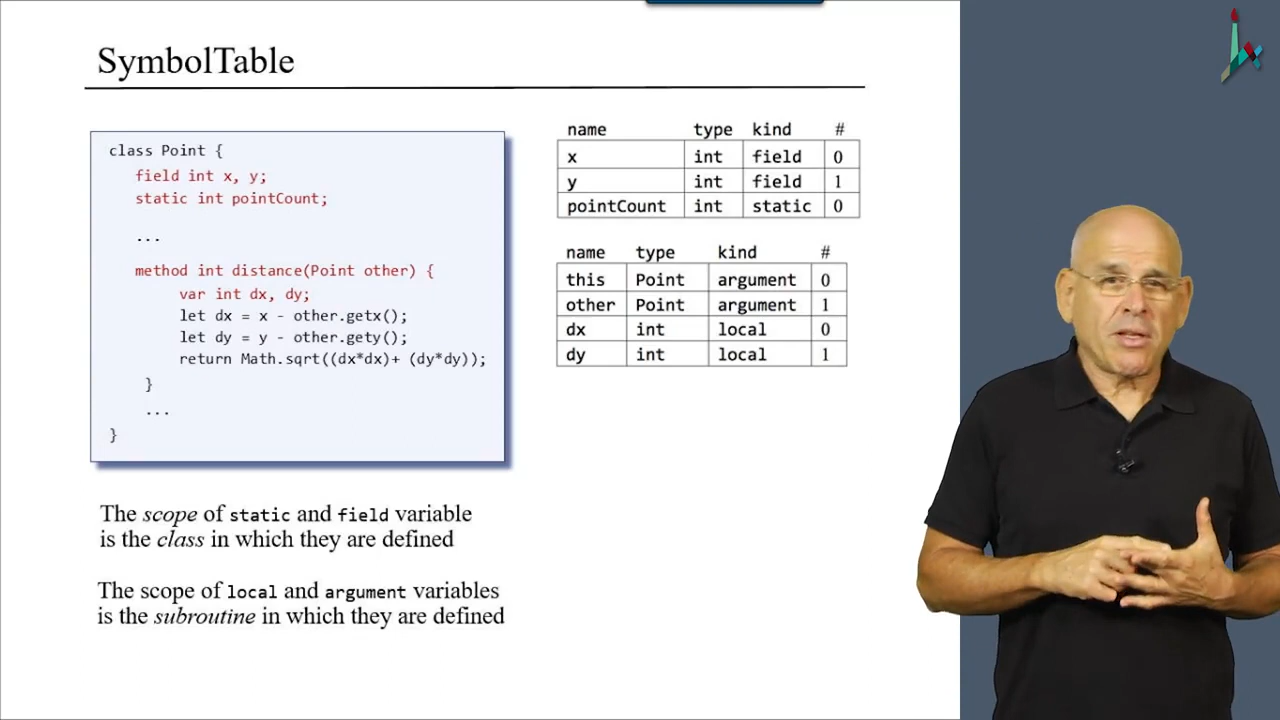 SymbolTable
class Point {
field int x, y;
static int pointCount;
...
method int distance(Point other) {
var int dx, dy;
let dx = x - other.getx();
let dy = y - other.gety();
return Math.sqrt((dx*dx)+ (dy*dy));
}
...
}
name type kind #
x int field 0
y int field 1
pointCount int static 0
name type kind #
this Point argument 0
other Point argument 1
dx int local 0
dy int local 1
The scope of static and field variable
is the class in which they are defined
The scope of local and argument variables
is the subroutine in which they are defined